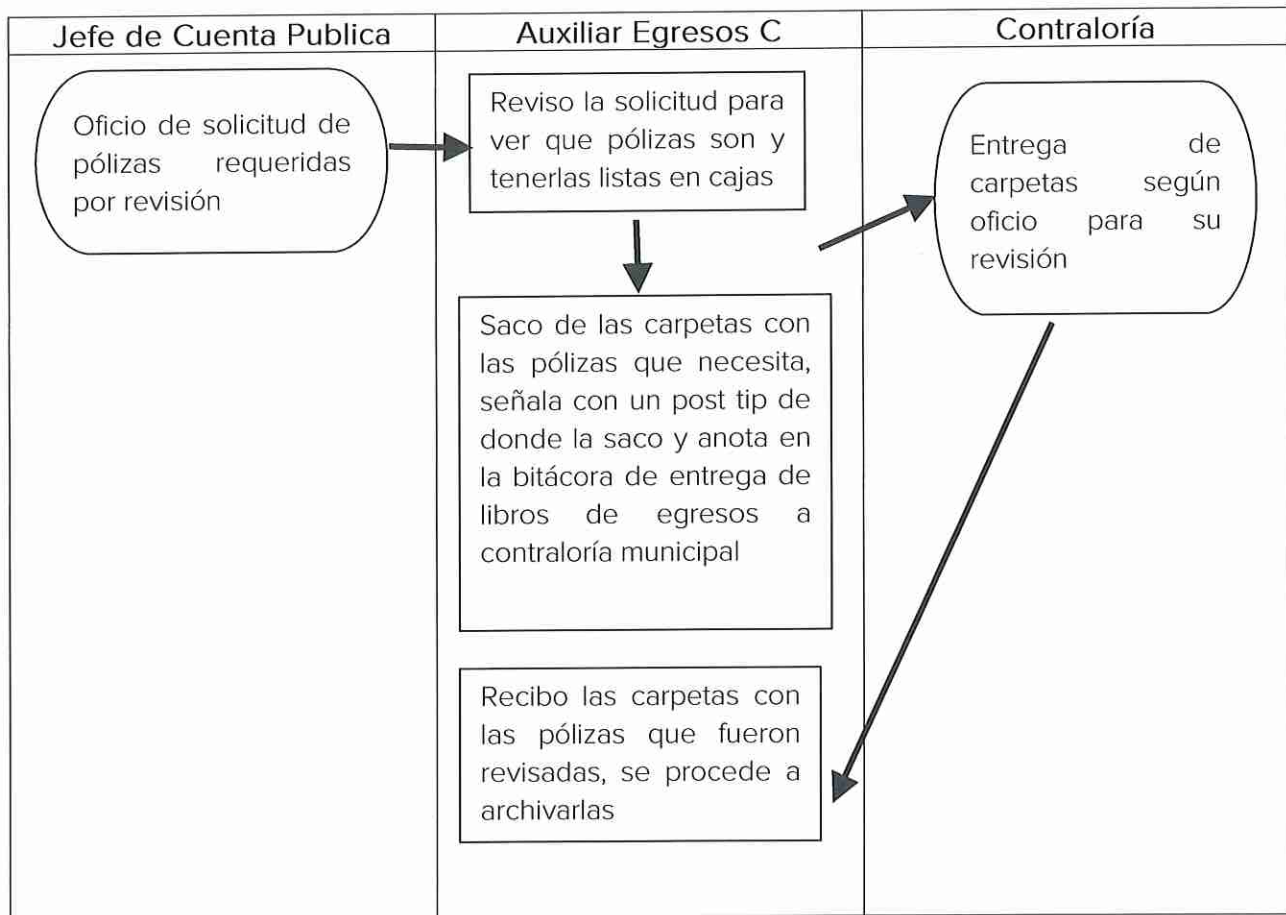 Jefe de Cuenta Publica
Auxiliar Egresos C
Contraloría
Oficio de solicitud de
pólizas requeridas
por revisión
Reviso la solicitud para
ver que pólizas son y
tenerlas listas en cajas
Entrega de
carpetas según
oficio para su
revisión
Saco de las carpetas con
las pólizas que necesita,
señala con un post tip de
donde la saco y anota en
la bitácora de entrega de
libros de egresos a
contraloría municipal
Recibo las carpetas con
las pólizas que fueron
revisadas, se procede a
archivarlas